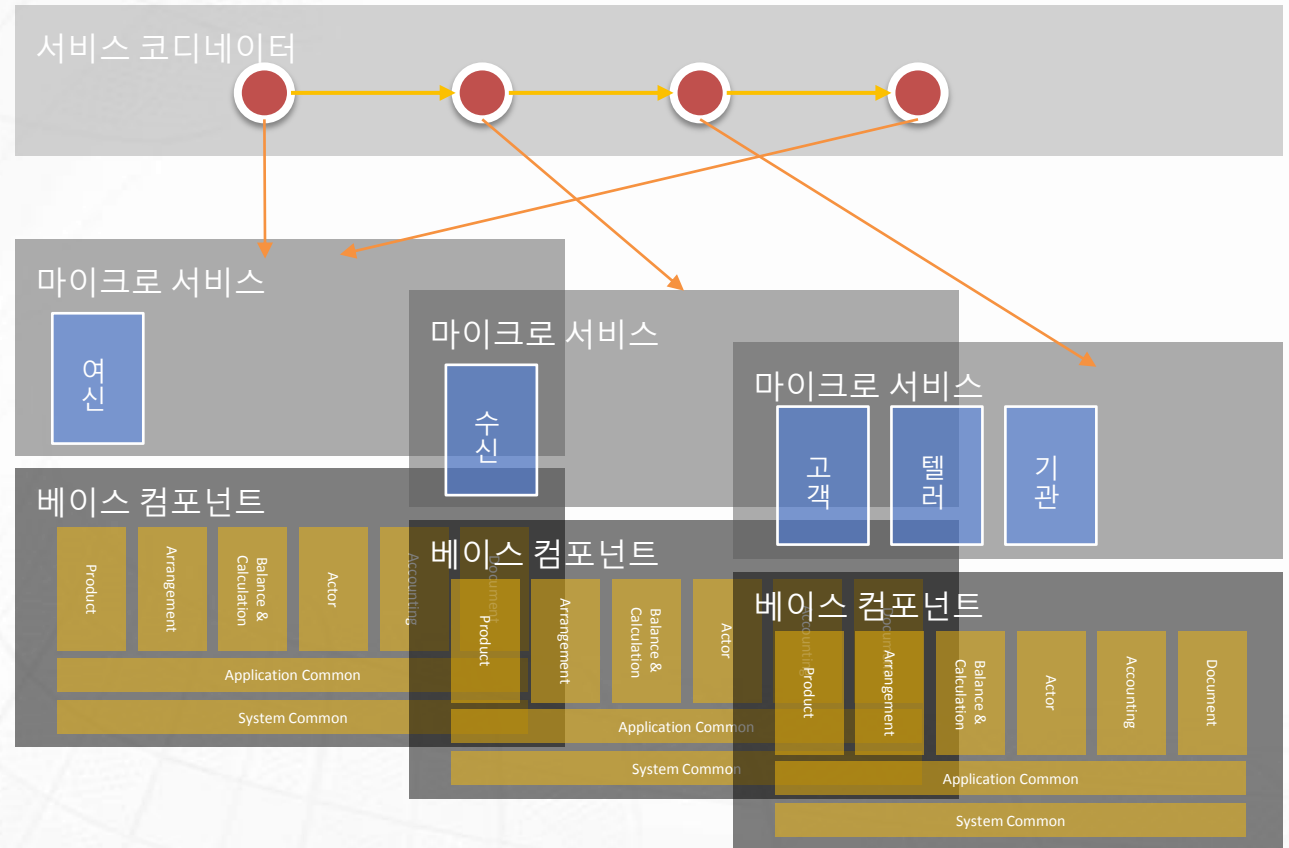 서비스 코디네이터
마이크로 서비스
여신
베이스 컴포넌트
Product
Arrangement
Balance &
Calculation
Actor
Accounting
Document
Application Common
System Common
마이크로 서비스
수신
베이스 컴포넌트
Product
Arrangement
Balance &
Calculation
Actor
Accounting
Document
Application Common
System Common
마이크로 서비스
고객
텔러
기관
베이스 컴포넌트
Product
Arrangement
Balance &
Calculation
Actor
Accounting
Document
Application Common
System Common